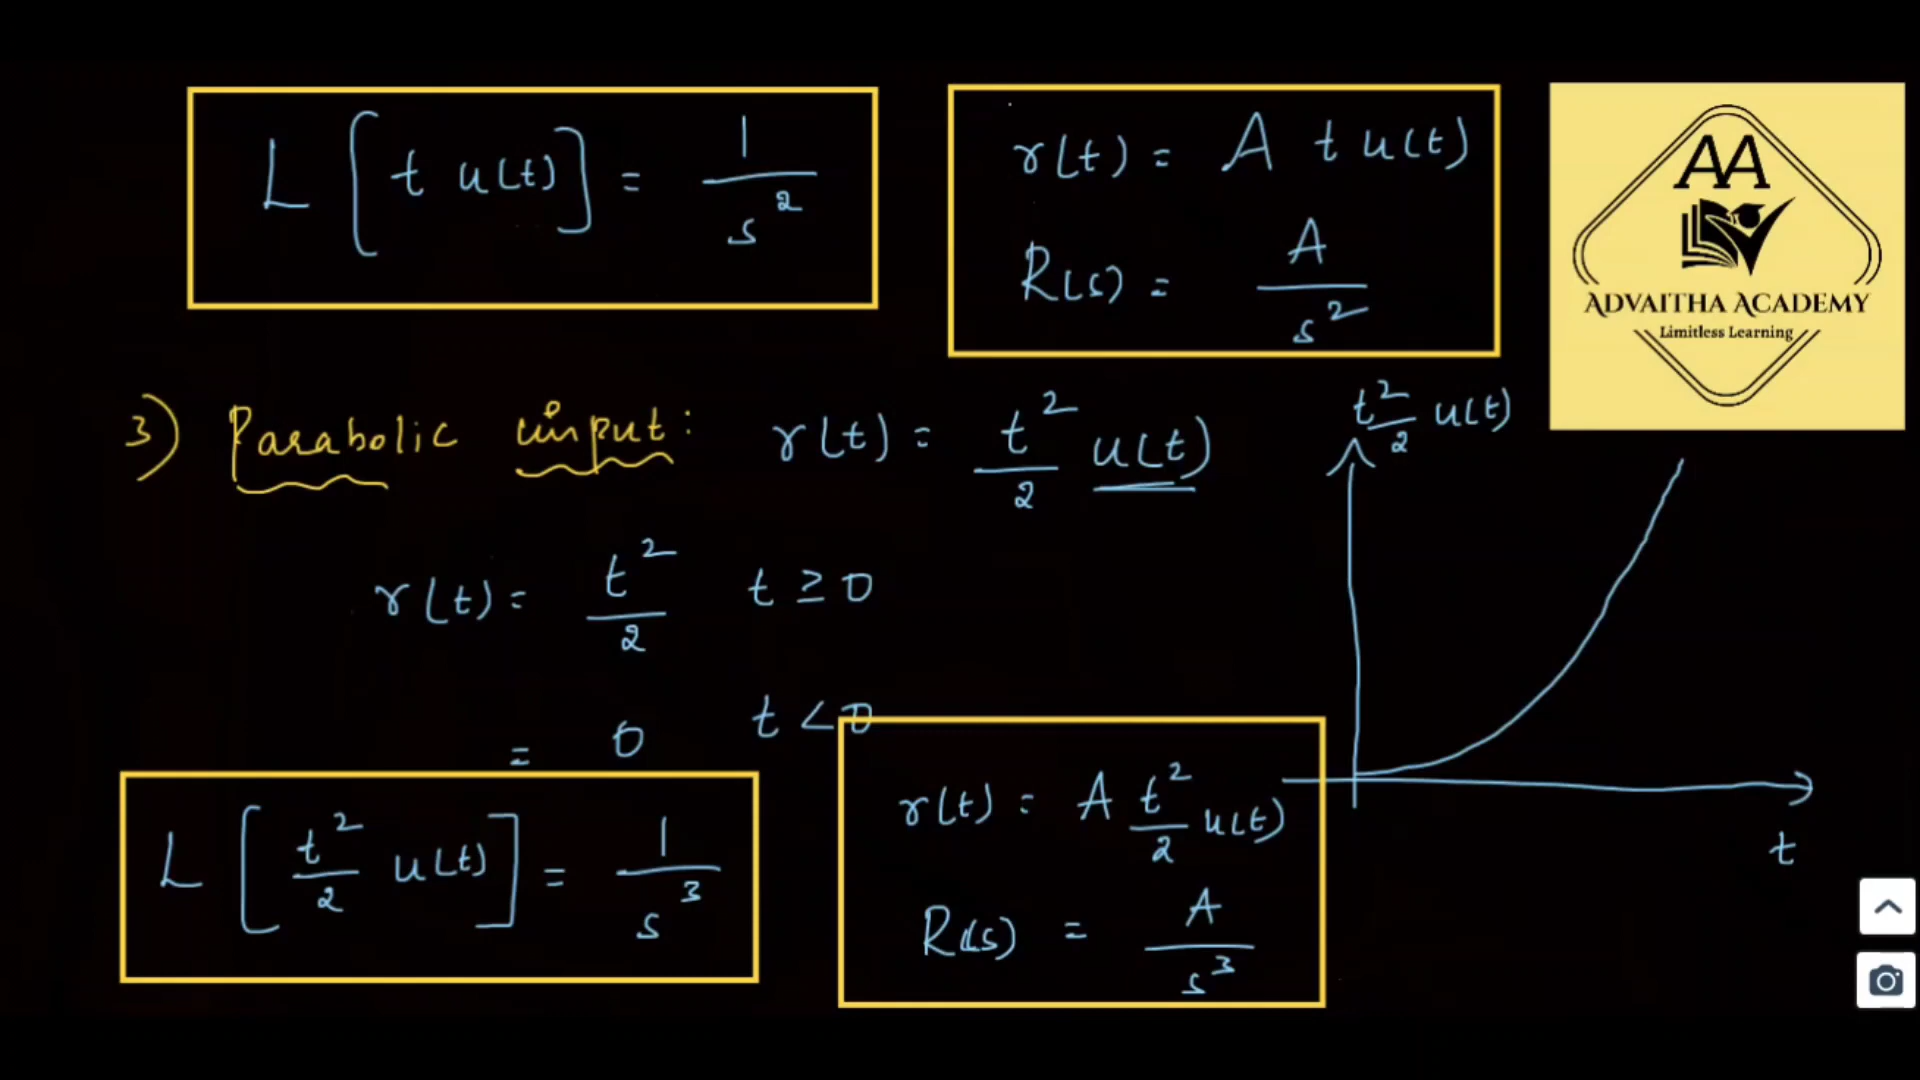 L [t u(t)] = 1/s²
r(t) = A t u(t)
R(s) = A/s²
AA
ADVAITHA ACADEMY
Limitless Learning
3) Parabolic input: r(t) = t²/2 u(t)
t²/2 u(t)
r(t) = t²/2 t ≥ 0
= 0 t < 0
L [t²/2 u(t)] = 1/s³
r(t) = A t²/2 u(t)
R(s) = A/s³
t